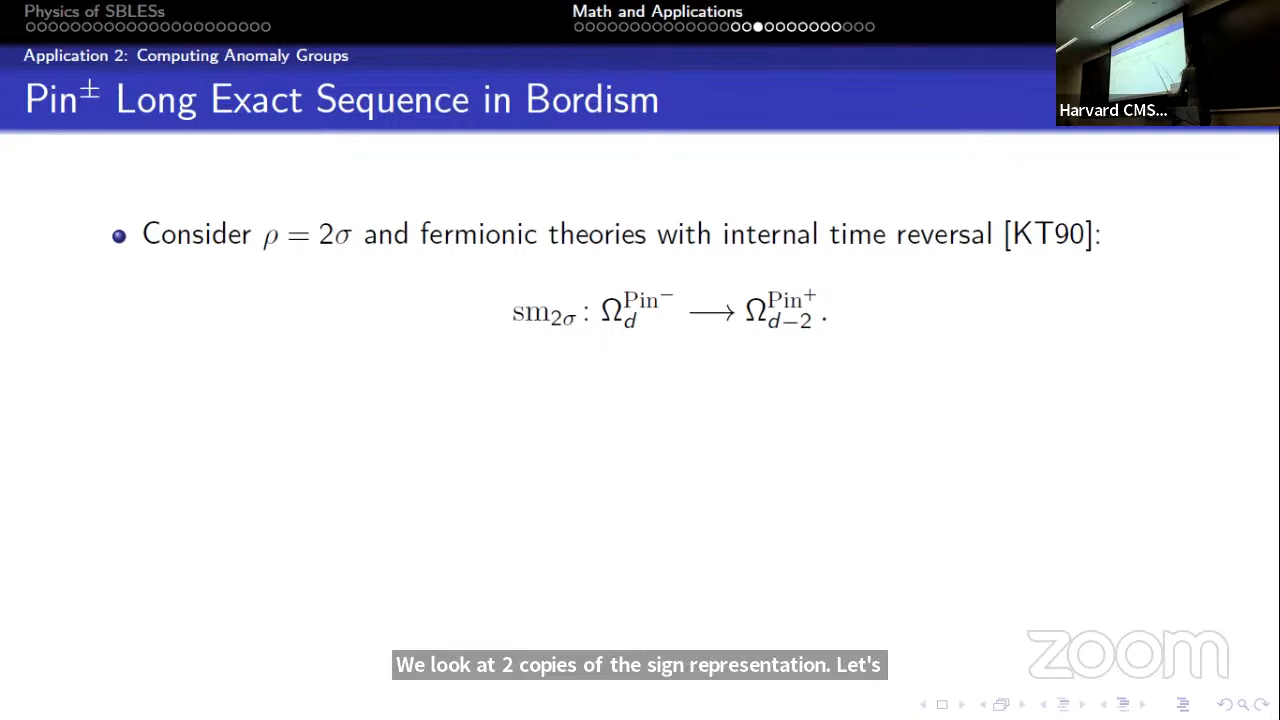 Physics of SBLESs
Math and Applications
Application 2: Computing Anomaly Groups
Pin± Long Exact Sequence in Bordism
Harvard CMS...
Consider ρ = 2σ and fermionic theories with internal time reversal [KT90]:
sm₂σ : Ω_d^{Pin⁻} ⟶ Ω_{d−2}^{Pin⁺}.
We look at 2 copies of the sign representation. Let's
zoom